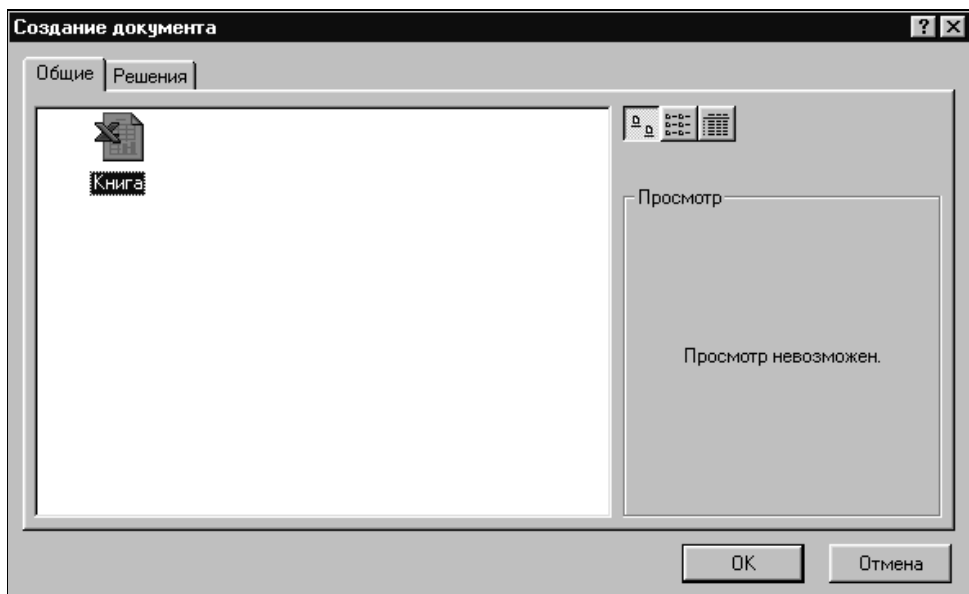 Создание документа
Общие
Решения
Книга
Просмотр
Просмотр невозможен.
OK
Отмена